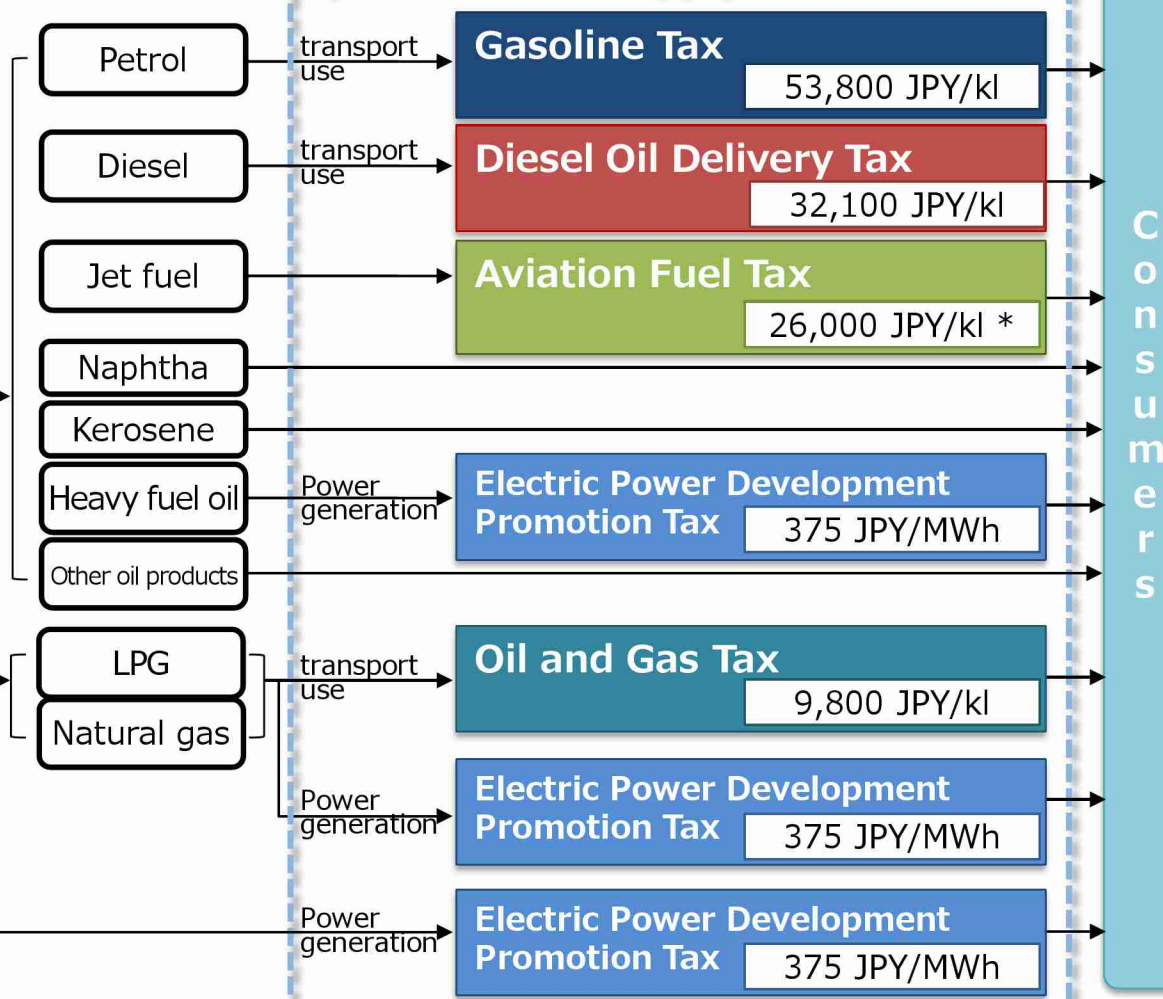 Petrol
transport
use
Gasoline Tax
53,800 JPY/kl
Diesel
transport
use
Diesel Oil Delivery Tax
32,100 JPY/kl
Jet fuel
Aviation Fuel Tax
26,000 JPY/kl *
Naphtha
Kerosene
Heavy fuel oil
Power
generation
Electric Power Development
Promotion Tax
375 JPY/MWh
Other oil products
LPG
Natural gas
transport
use
Oil and Gas Tax
9,800 JPY/kl
Power
generation
Electric Power Development
Promotion Tax
375 JPY/MWh
Power
generation
Electric Power Development
Promotion Tax
375 JPY/MWh
Consumers